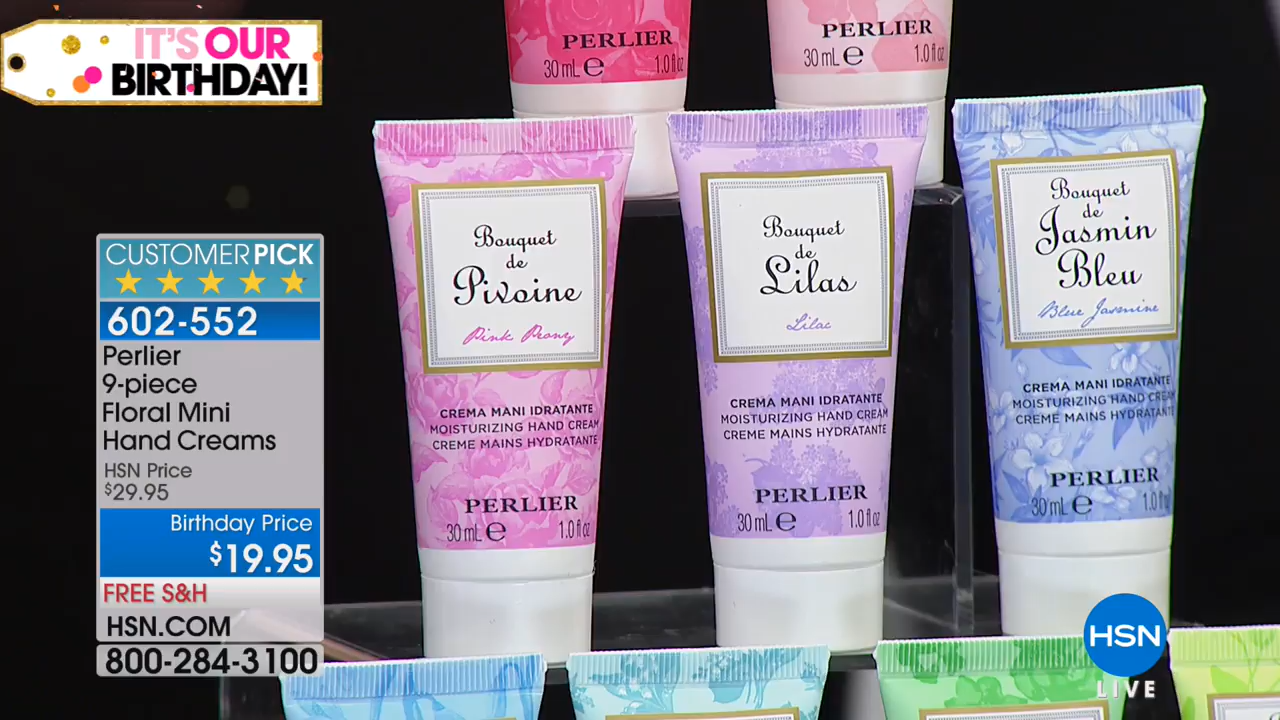 IT'S OUR
BIRTHDAY!
CUSTOMER PICK
602-552
Perlier
9-piece
Floral Mini
Hand Creams
HSN Price
$29.95
Birthday Price
$19.95
FREE S&H
HSN.COM
800-284-3100
PERLIER
30 mL e 1.0 fl oz
PERLIER
30 mL e 1.0 fl oz
Bouquet
de
Pivoine
Pink Peony
CREMA MANI IDRATANTE
MOISTURIZING HAND CREAM
CREME MAINS HYDRATANTE
PERLIER
30 mL e 1.0 fl oz
Bouquet
de
Lilas
Lilac
CREMA MANI IDRATANTE
MOISTURIZING HAND CREAM
CREME MAINS HYDRATANTE
PERLIER
30 mL e 1.0 fl oz
Bouquet
de
Jasmin
Bleu
Blue Jasmine
CREMA MANI IDRATANTE
MOISTURIZING HAND CREAM
CREME MAINS HYDRATANTE
PERLIER
30 mL e 1.0
HSN
LIVE